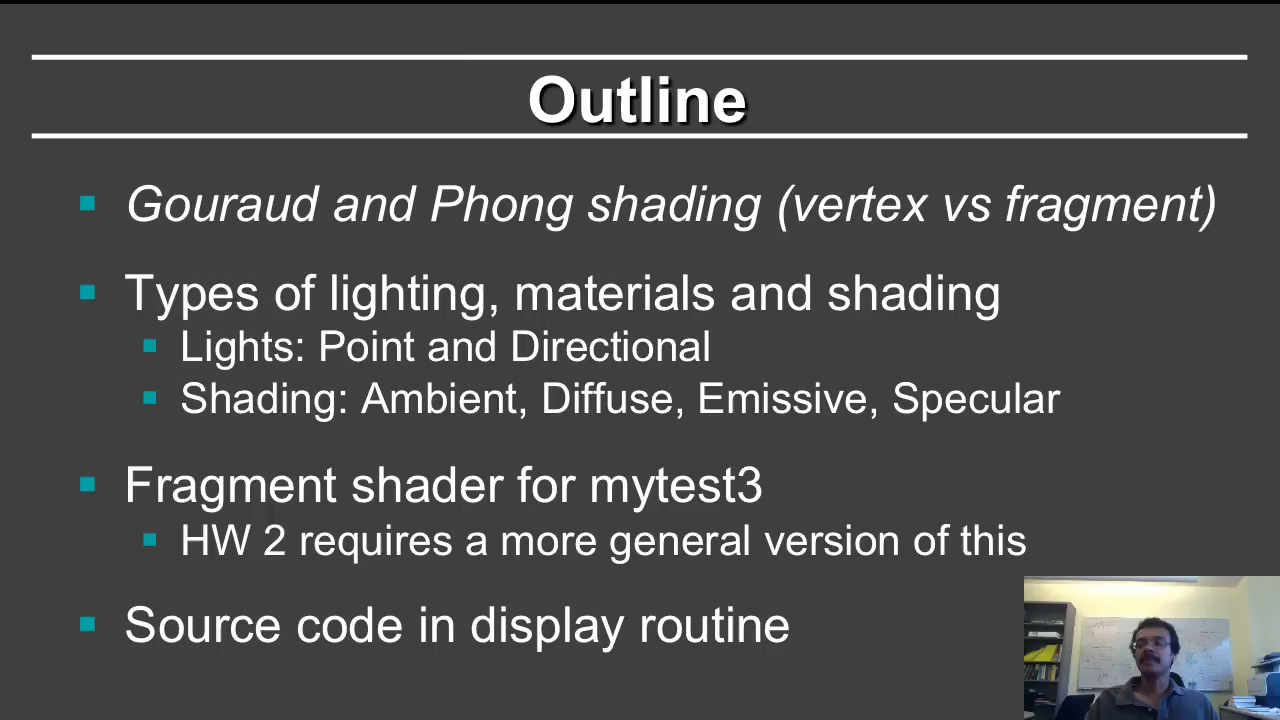 Outline
Gouraud and Phong shading (vertex vs fragment)
Types of lighting, materials and shading
Lights: Point and Directional
Shading: Ambient, Diffuse, Emissive, Specular
Fragment shader for mytest3
HW 2 requires a more general version of this
Source code in display routine